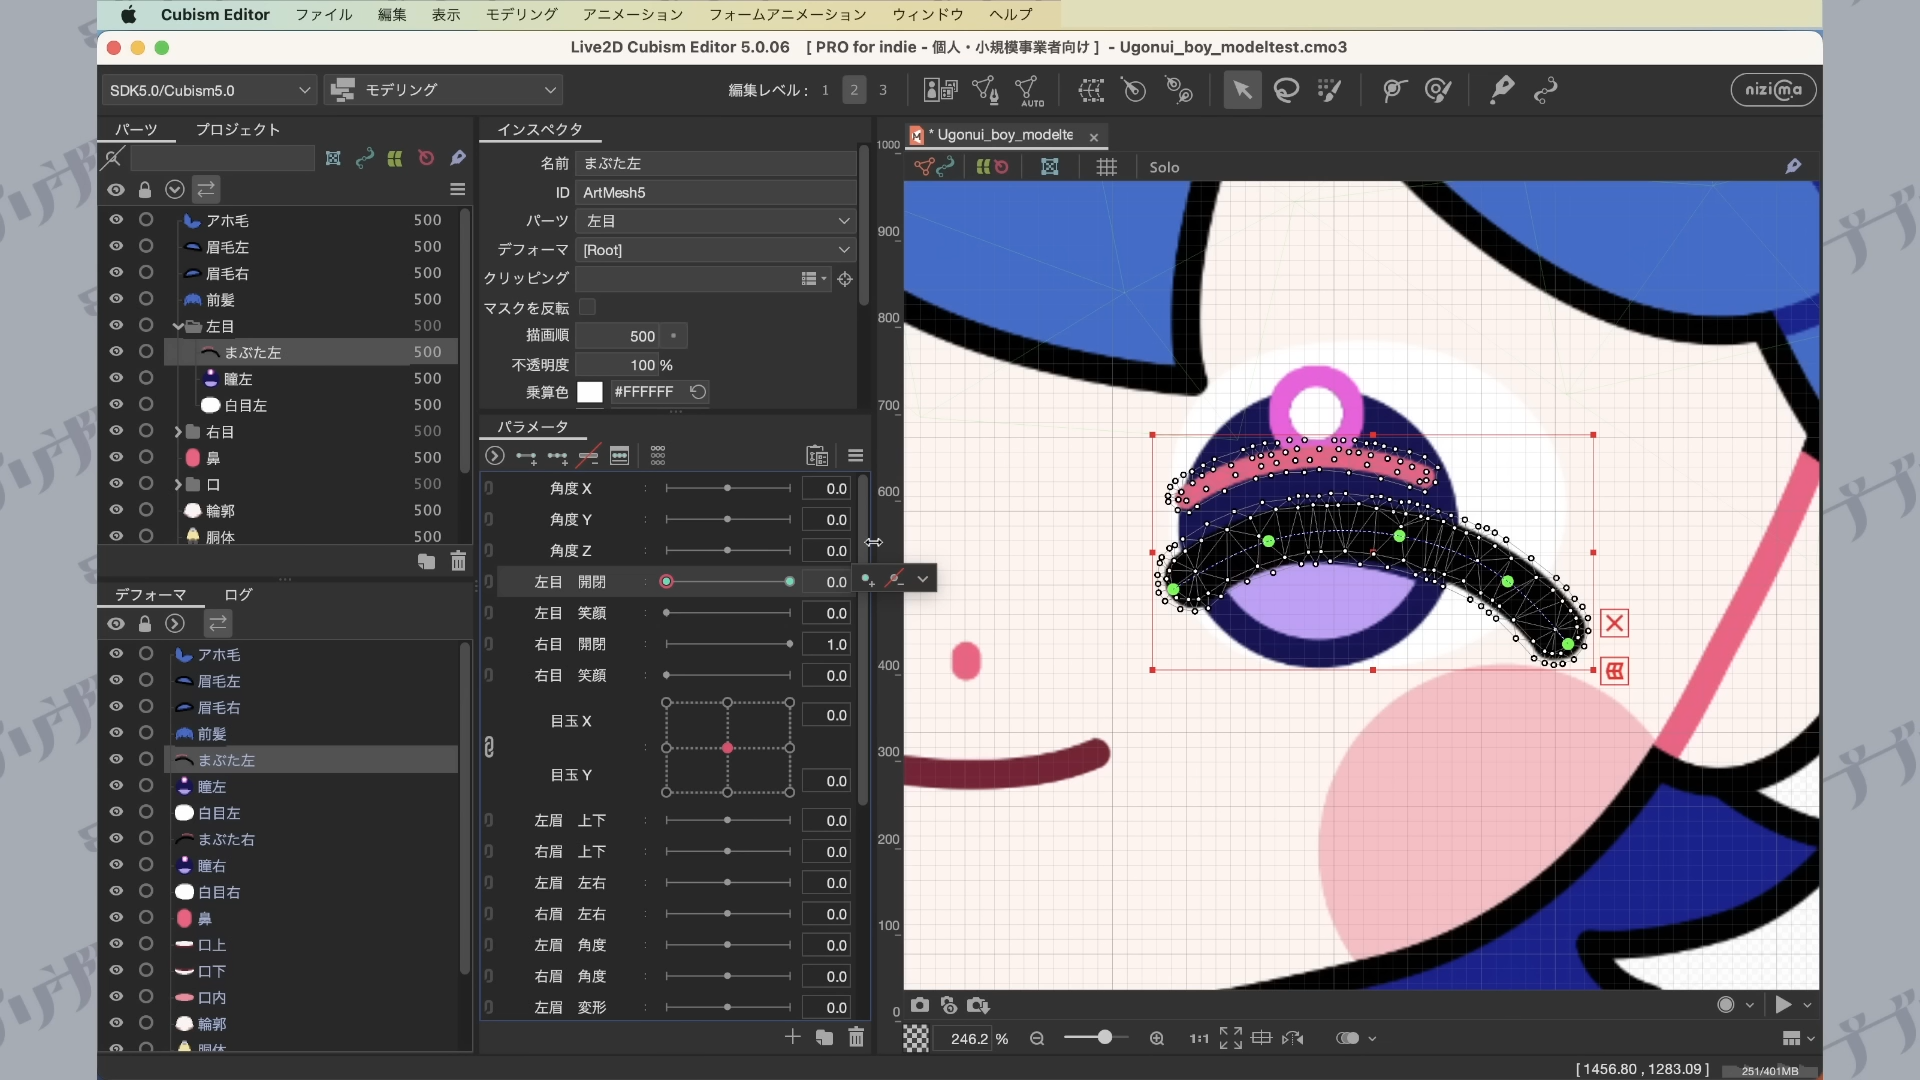 Cubism Editor ファイル 編集 表示 モデリング アニメーション フォームアニメーション ウィンドウ ヘルプ
Live2D Cubism Editor 5.0.06 [ PRO for indie - 個人・小規模事業者向け ] - Ugonui_boy_modeltest.cmo3
SDK5.0/Cubism5.0 モデリング 編集レベル : 1 2 3 AUTO nizima
パーツ プロジェクト
アホ毛 500
眉毛左 500
眉毛右 500
前髪 500
左目 500
まぶた左 500
瞳左 500
白目左 500
右目 500
鼻 500
口 500
輪郭 500
胴体 500
デフォーマ ログ
アホ毛
眉毛左
眉毛右
前髪
まぶた左
瞳左
白目左
まぶた右
瞳右
白目右
鼻
口上
口下
口内
輪郭
胴体
インスペクタ
名前 まぶた左
ID ArtMesh5
パーツ 左目
デフォーマ [Root]
クリッピング
マスクを反転
描画順 500
不透明度 100 %
乗算色 #FFFFFF
パラメータ
角度 X : 0.0
角度 Y : 0.0
角度 Z : 0.0
左目 開閉 : 0.0
左目 笑顔 : 0.0
右目 開閉 : 1.0
右目 笑顔 : 0.0
目玉 X 0.0
目玉 Y 0.0
左眉 上下 : 0.0
右眉 上下 : 0.0
左眉 左右 : 0.0
右眉 左右 : 0.0
左眉 角度 : 0.0
右眉 角度 : 0.0
左眉 変形 : 0.0
* Ugonui_boy_modelte
Solo
1000
900
800
700
600
400
300
200
100
0
246.2 % 1:1
[ 1456.80 , 1283.09 ] 251/401MB